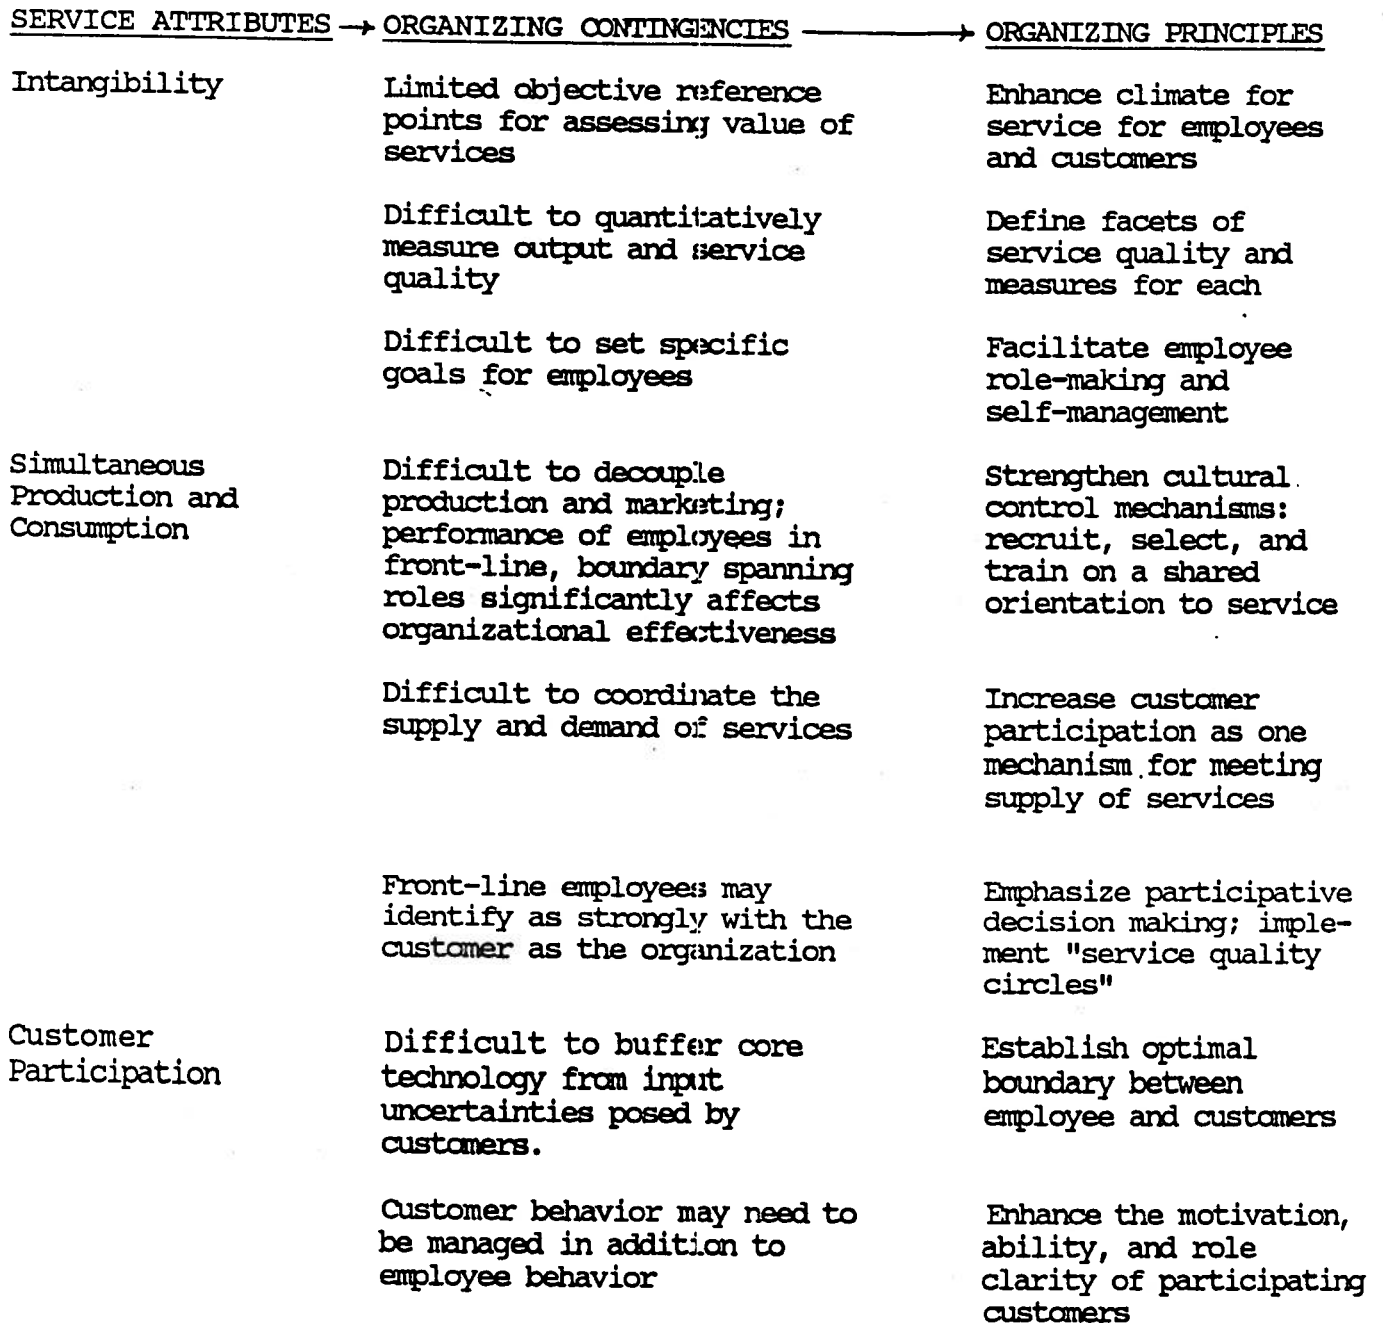 SERVICE ATTRIBUTES → ORGANIZING CONTINGENCIES → ORGANIZING PRINCIPLES
Intangibility
Limited objective reference
points for assessing value of
services
Enhance climate for
service for employees
and customers
Difficult to quantitatively
measure output and service
quality
Define facets of
service quality and
measures for each
Difficult to set specific
goals for employees
Facilitate employee
role-making and
self-management
Simultaneous
Production and
Consumption
Difficult to decouple
production and marketing;
performance of employees in
front-line, boundary spanning
roles significantly affects
organizational effectiveness
Strengthen cultural
control mechanisms:
recruit, select, and
train on a shared
orientation to service
Difficult to coordinate the
supply and demand of services
Increase customer
participation as one
mechanism for meeting
supply of services
Front-line employees may
identify as strongly with the
customer as the organization
Emphasize participative
decision making; imple-
ment "service quality
circles"
Customer
Participation
Difficult to buffer core
technology from input
uncertainties posed by
customers.
Establish optimal
boundary between
employee and customers
Customer behavior may need to
be managed in addition to
employee behavior
Enhance the motivation,
ability, and role
clarity of participating
customers